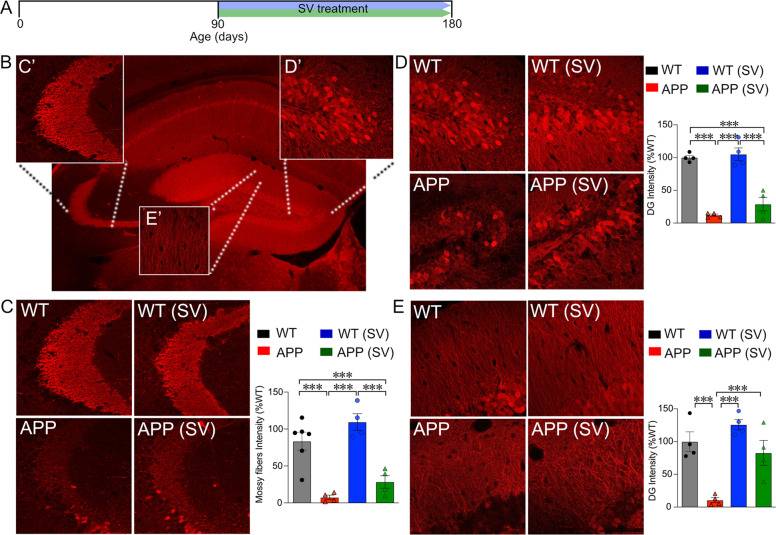 A
SV treatment
0
90
180
Age (days)
B
C'
D'
E'
D
WT
WT (SV)
APP
APP (SV)
WT
WT (SV)
APP
APP (SV)
***
*** *** ***
150
100
50
0
DG Intensity (%WT)
C
WT
WT (SV)
APP
APP (SV)
WT
WT (SV)
APP
APP (SV)
***
*** *** ***
150
100
50
0
Mossy fibers Intensity (%WT)
E
WT
WT (SV)
APP
APP (SV)
WT
WT (SV)
APP
APP (SV)
***
*** ***
150
100
50
0
DG Intensity (%WT)